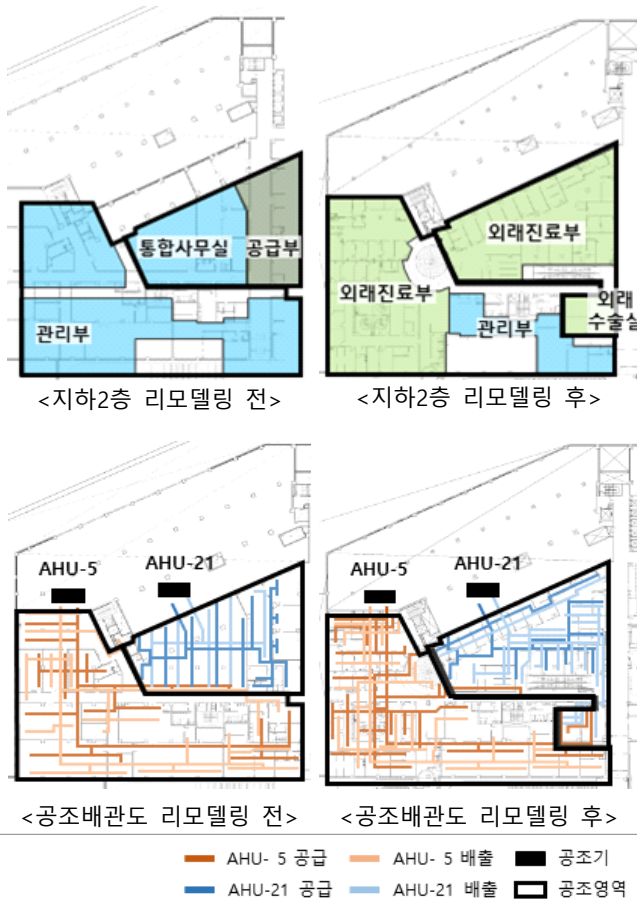 통합사무실 공급부
관리부
외래진료부
외래진료부
외래
수술실
관리부
<지하2층 리모델링 전>
<지하2층 리모델링 후>
AHU-5
AHU-21
AHU-5
AHU-21
<공조배관도 리모델링 전>
<공조배관도 리모델링 후>
AHU- 5 공급
AHU- 5 배출
공조기
AHU-21 공급
AHU-21 배출
공조영역